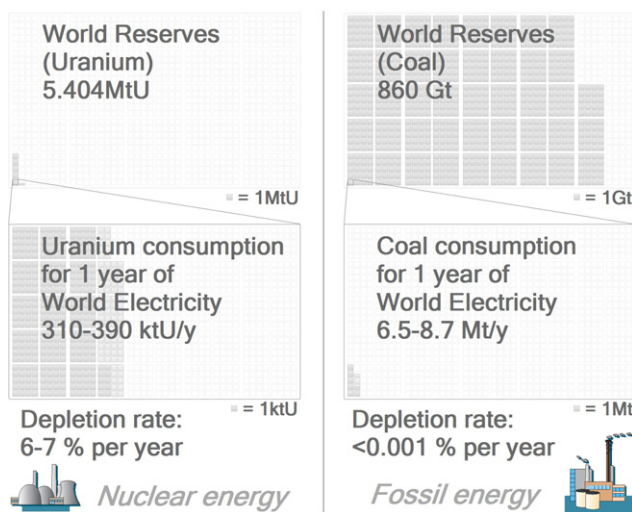 World Reserves
(Uranium)
5.404MtU
= 1MtU
Uranium consumption
for 1 year of
World Electricity
310-390 ktU/y
= 1ktU
Depletion rate:
6-7 % per year
Nuclear energy
World Reserves
(Coal)
860 Gt
= 1Gt
Coal consumption
for 1 year of
World Electricity
6.5-8.7 Mt/y
= 1Mt
Depletion rate:
<0.001 % per year
Fossil energy